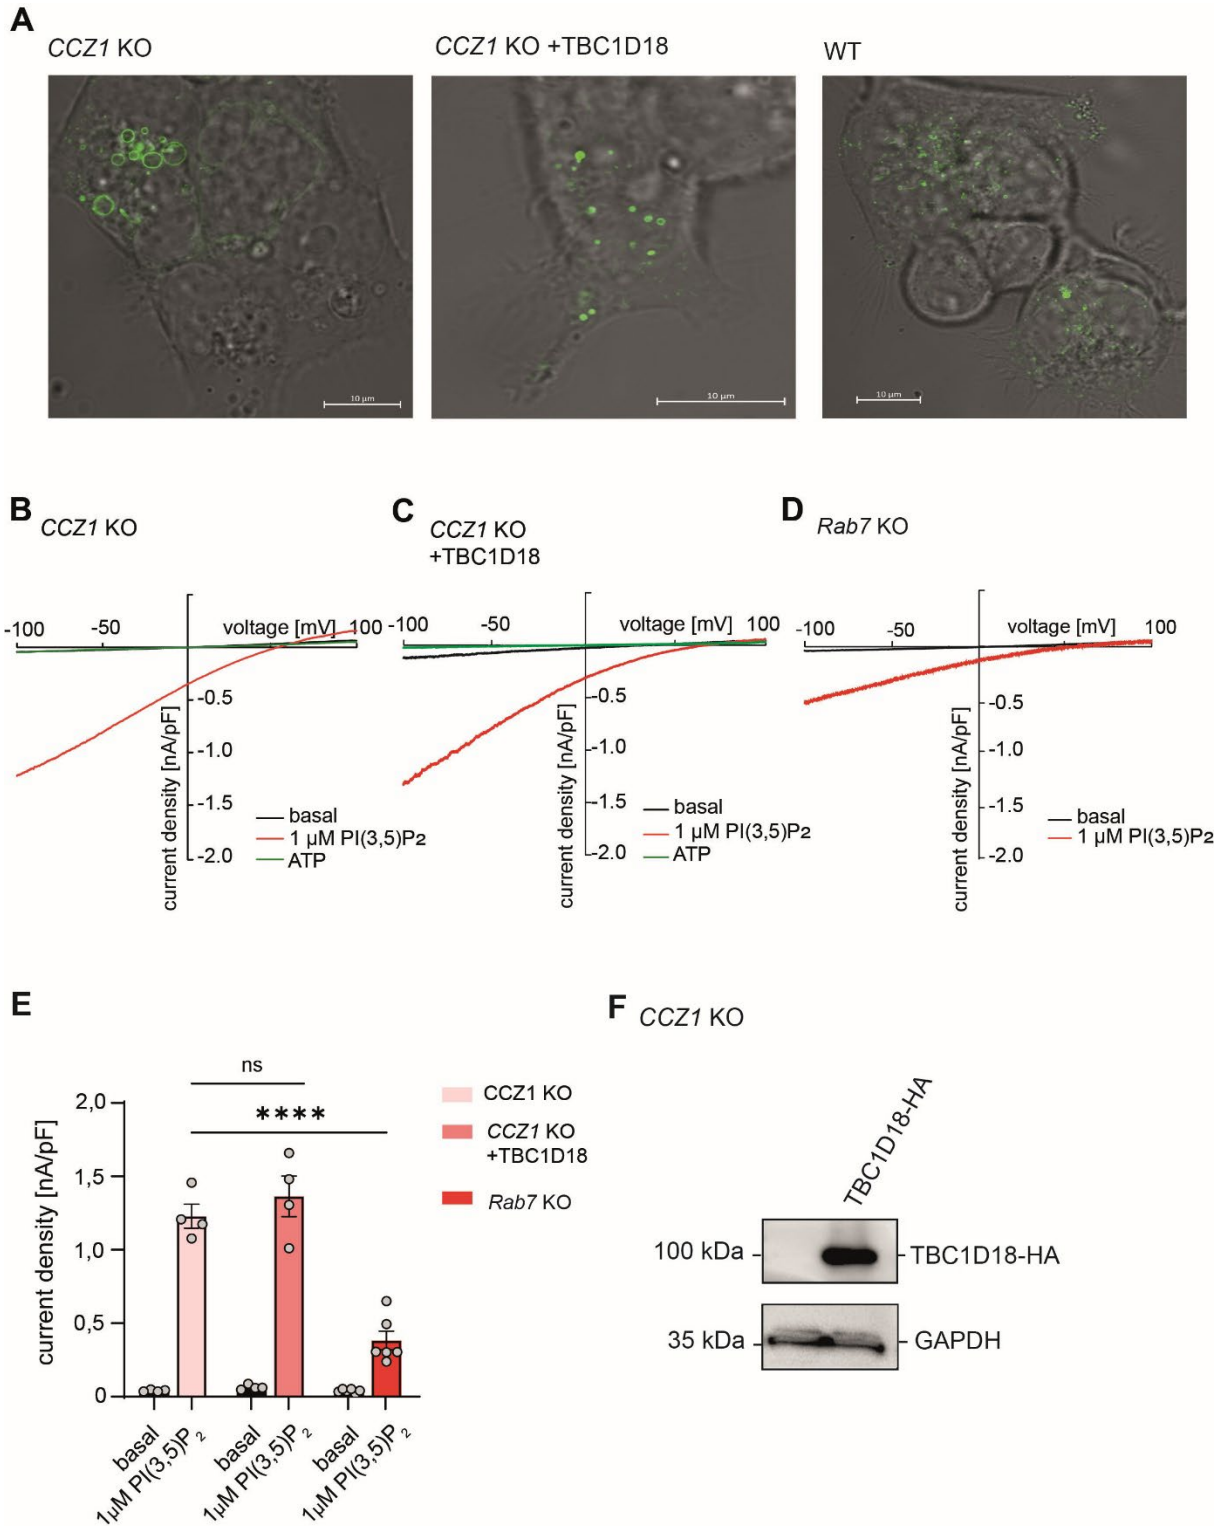 A
CCZ1 KO
CCZ1 KO +TBC1D18
WT
10 µm
10 µm
10 µm
B
CCZ1 KO
-100
-50
voltage [mV]
100
-0.5
-1.0
-1.5
-2.0
current density [nA/pF]
basal
1 µM PI(3,5)P2
ATP
C
CCZ1 KO
+TBC1D18
-100
-50
voltage [mV]
100
-0.5
-1.0
-1.5
-2.0
current density [nA/pF]
basal
1 µM PI(3,5)P2
ATP
D
Rab7 KO
-100
-50
voltage [mV]
100
-0.5
-1.0
-1.5
-2.0
current density [nA/pF]
basal
1 µM PI(3,5)P2
E
ns
****
2,0
1,5
1,0
0,5
0
current density [nA/pF]
basal
1µM PI(3,5)P2
basal
1µM PI(3,5)P2
basal
1µM PI(3,5)P2
CCZ1 KO
CCZ1 KO
+TBC1D18
Rab7 KO
F
CCZ1 KO
TBC1D18-HA
100 kDa
TBC1D18-HA
35 kDa
GAPDH